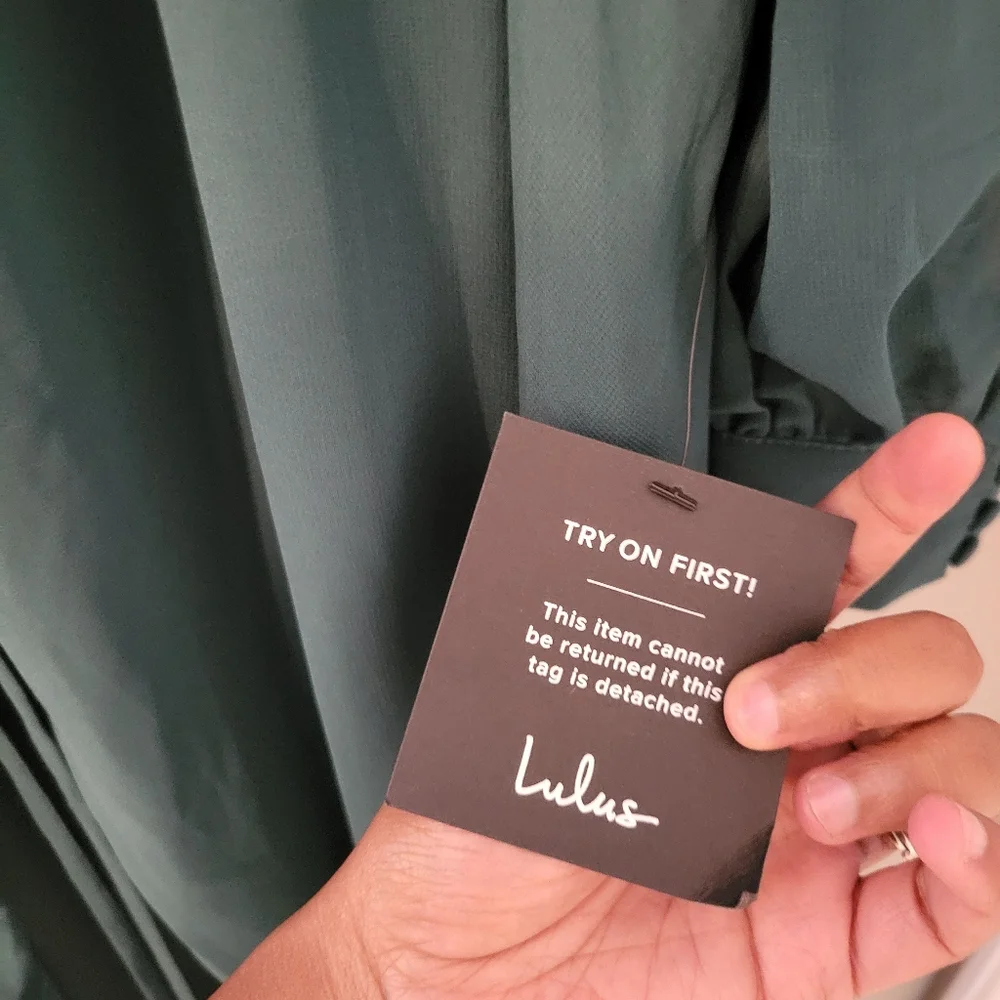 TRY ON FIRST!
This item cannot
be returned if this
tag is detached.
Lulus